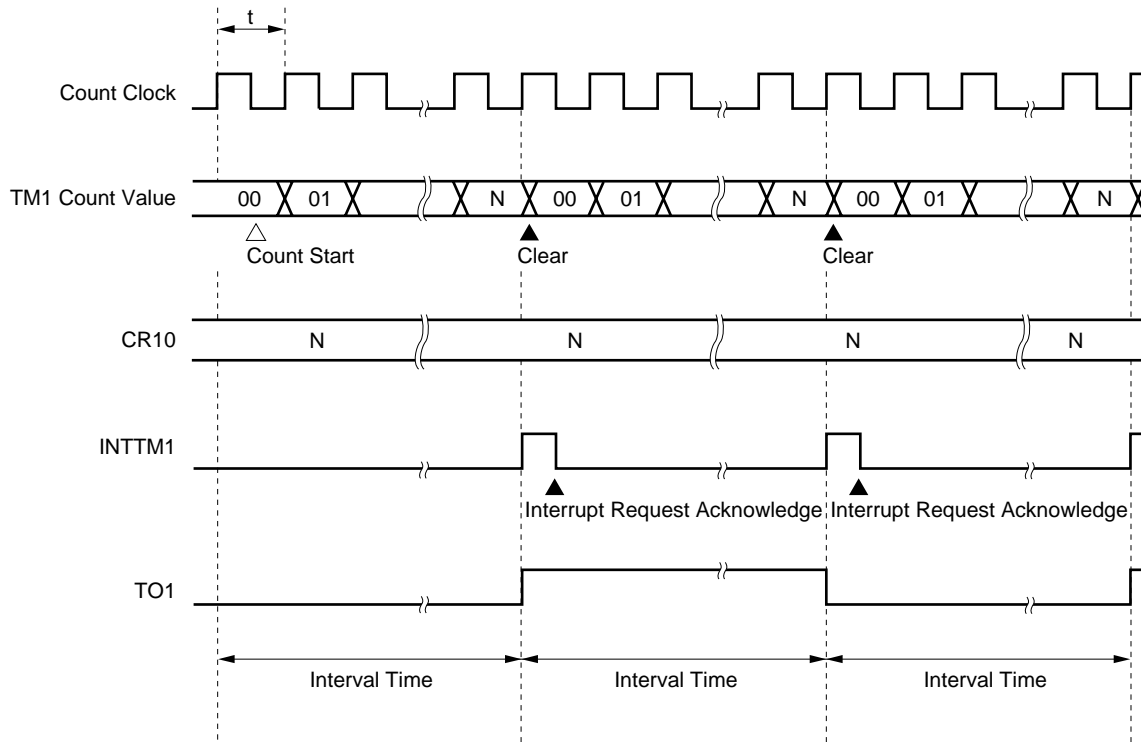 t
Count Clock
TM1 Count Value 00 01 N 00 01 N 00 01 N
Count Start Clear Clear
CR10 N N N N
INTTM1
Interrupt Request Acknowledge Interrupt Request Acknowledge
TO1
Interval Time Interval Time Interval Time